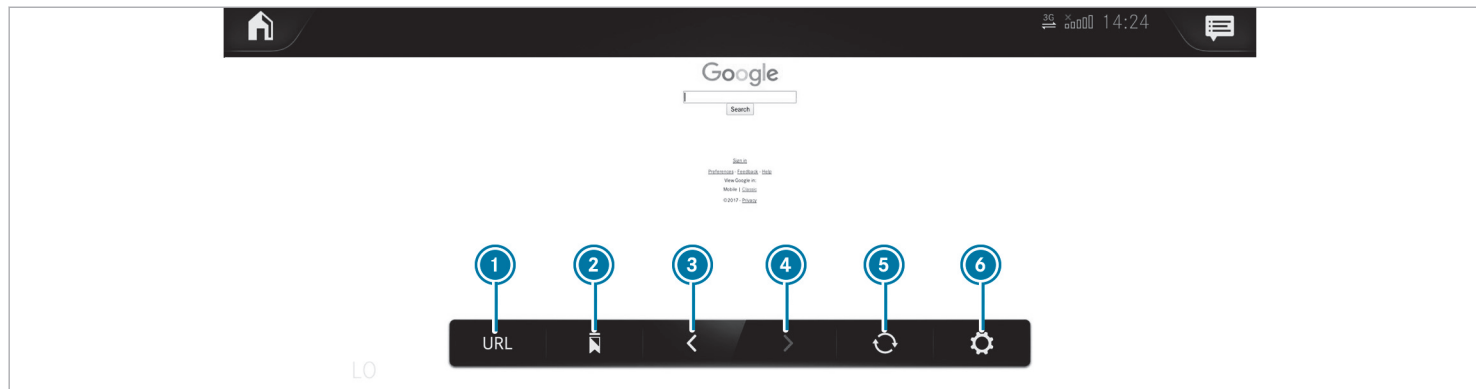 3G 14:24
Google
Search
Sign in
Preferences - Feedback - Help
View Google in:
Mobile | Classic
©2017 - Privacy
1 2 3 4 5 6
URL
LO